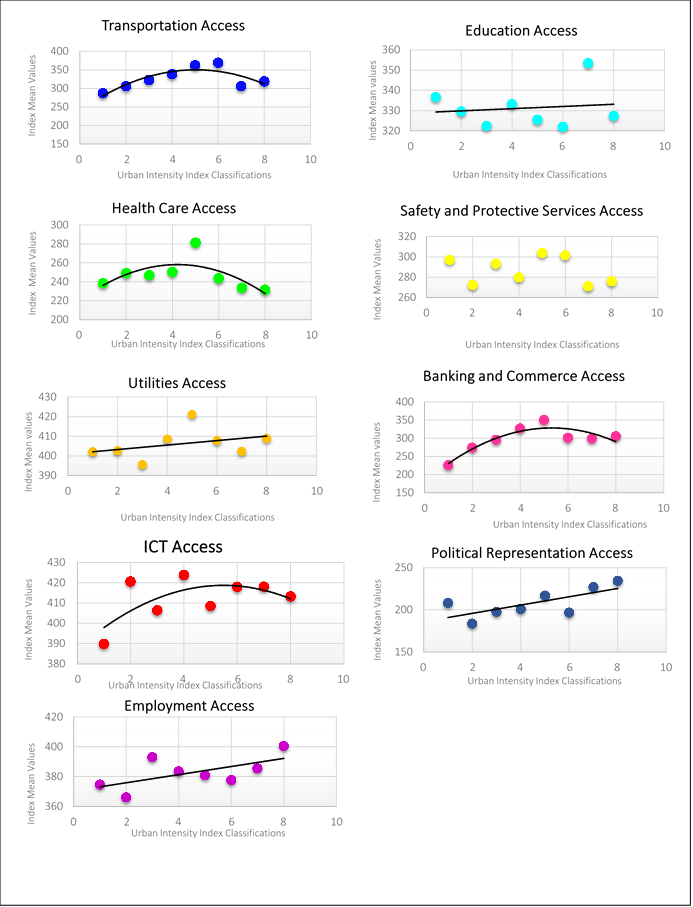 Transportation Access
400
350
300
250
200
150
0 2 4 6 8 10
Index Mean Values
Urban Intensity Index Classifications
Education Access
360
350
340
330
320
0 2 4 6 8 10
Index Mean values
Urban Intensity Index Classifications
Health Care Access
300
280
260
240
220
200
0 2 4 6 8 10
Index Mean Values
Urban Intensity Index Classifications
Safety and Protective Services Access
320
300
280
260
0 2 4 6 8 10
Index Mean Values
Urban Intensity Index Classifications
Utilities Access
430
420
410
400
390
0 2 4 6 8 10
Index Mean values
Urban Intensity Index Classifications
Banking and Commerce Access
400
350
300
250
200
150
0 2 4 6 8 10
Index Mean Values
Urban Intensity Index Classifications
ICT Access
430
420
410
400
390
380
0 2 4 6 8 10
Index Mean Values
Urban Intensity Index Classifications
Political Representation Access
250
200
150
0 2 4 6 8 10
Index Mean Values
Urban Intensity Index Classifications
Employment Access
420
400
380
360
0 2 4 6 8 10
Index Mean Values
Urban Intensity Index Classifications